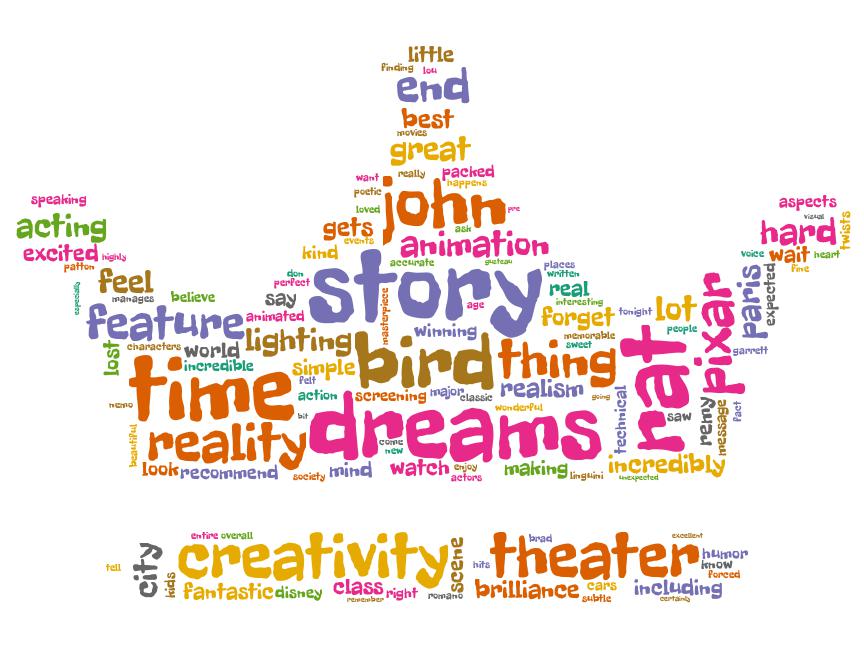 little
finding lou
end
best
movies
great
want really packed
poetic happens
loved john pre
gets ask
events
kind animation
accurate gusteau places
speaking
acting
excited highly
patton
especially
feel
manages believe
feature
don
perfect
say
animated
story
age
masterpiece
winning
written
real
interesting
forget tonight lot
people
memorable
sweet
aspects
visual
hard twists
voice wait heart
fine
paris expected
pixar
garrett
lost characters world lighting
incredible simple
felt
bird thing
time
action screening major classic realism
wonderful going
rat
saw
remy message fact
technical
nemo
beautiful
reality
bit
dreams
come
new
look recommend society mind watch enjoy
actors
making linguini incredibly
unexpected
entire overall
tell city kids creativity scene
fantastic disney class right
remember romano
brad excellent
hits theater humor
know
forced
brilliance cars including
subtle certainly